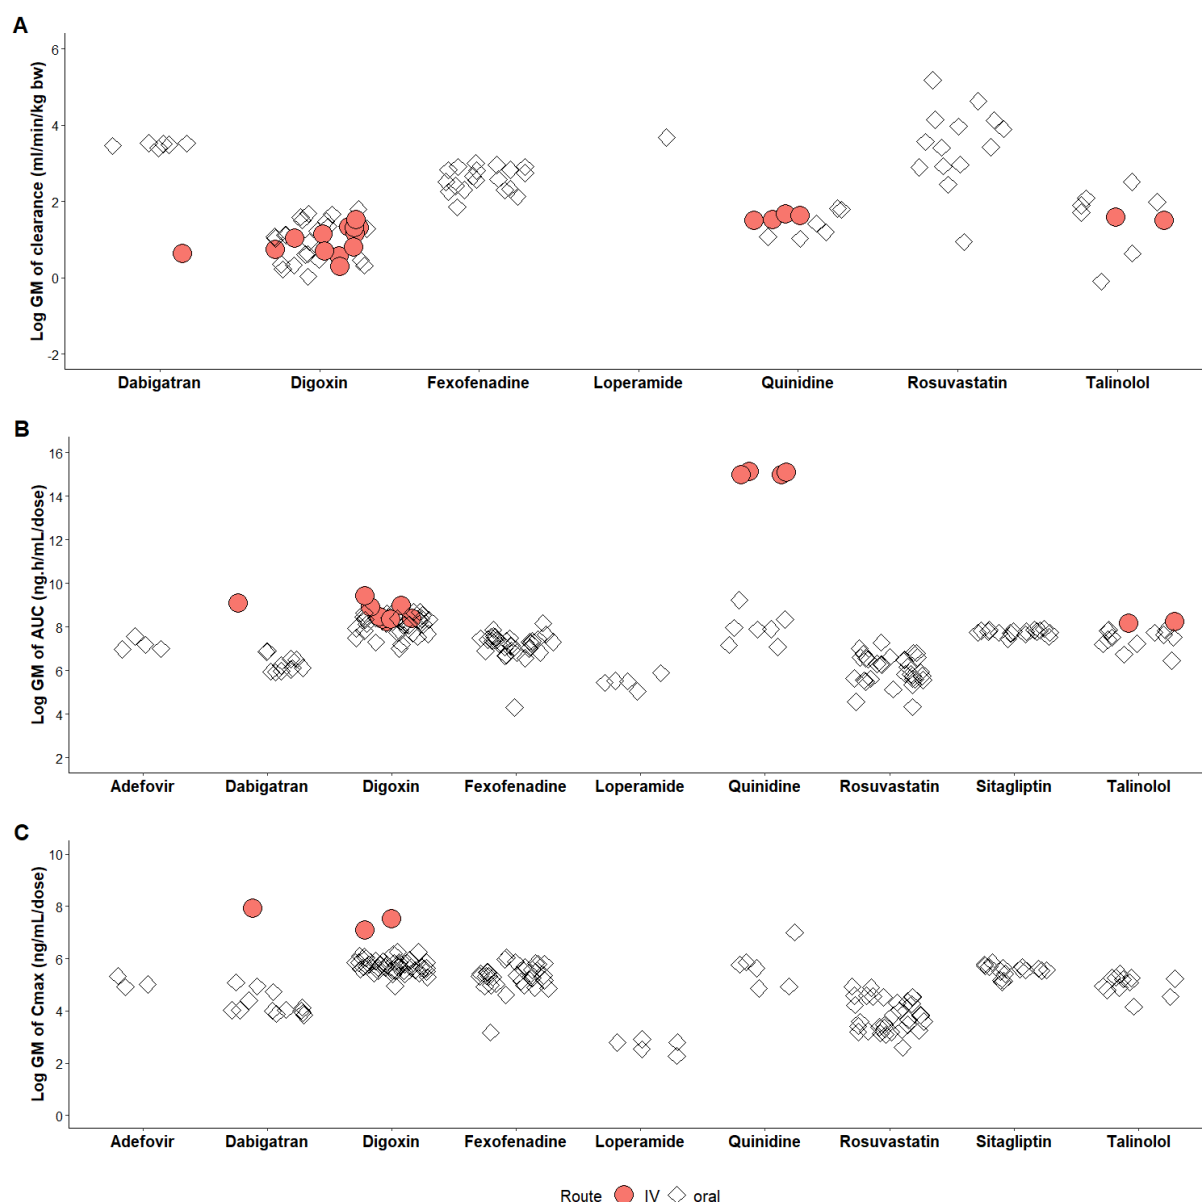 A
Log GM of clearance (ml/min/kg bw)
6
4
2
0
-2
Dabigatran Digoxin Fexofenadine Loperamide Quinidine Rosuvastatin Talinolol
B
Log GM of AUC (ng.h/mL/dose)
16
14
12
10
8
6
4
2
Adefovir Dabigatran Digoxin Fexofenadine Loperamide Quinidine Rosuvastatin Sitagliptin Talinolol
C
Log GM of Cmax (ng/mL/dose)
10
8
6
4
2
0
Adefovir Dabigatran Digoxin Fexofenadine Loperamide Quinidine Rosuvastatin Sitagliptin Talinolol
Route IV oral